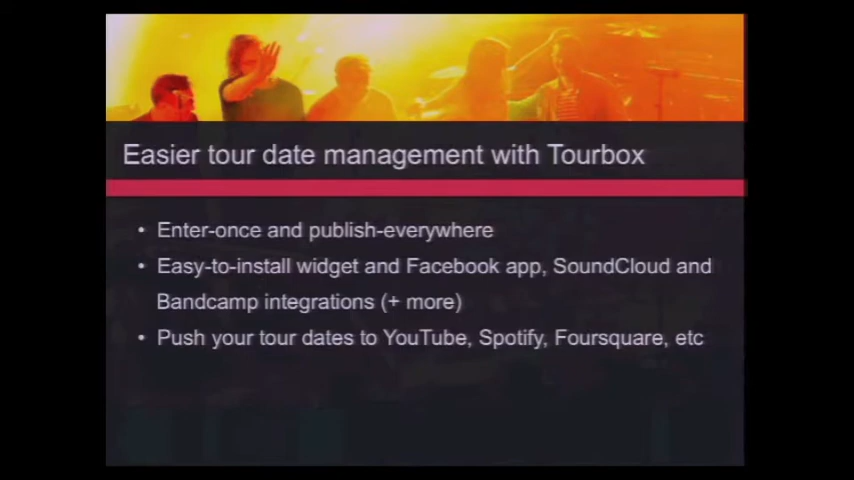 Easier tour date management with Tourbox
• Enter-once and publish-everywhere
• Easy-to-install widget and Facebook app, SoundCloud and
Bandcamp integrations (+ more)
• Push your tour dates to YouTube, Spotify, Foursquare, etc